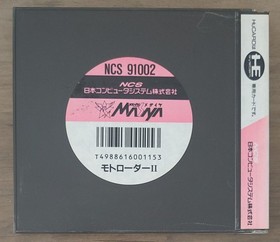 NCS 91002
NCS
日本コンピュータシステム株式会社
MASAYA
T4988616001153
モトローダーII
HuCARD
HE
日本コンピュータシステム株式会社